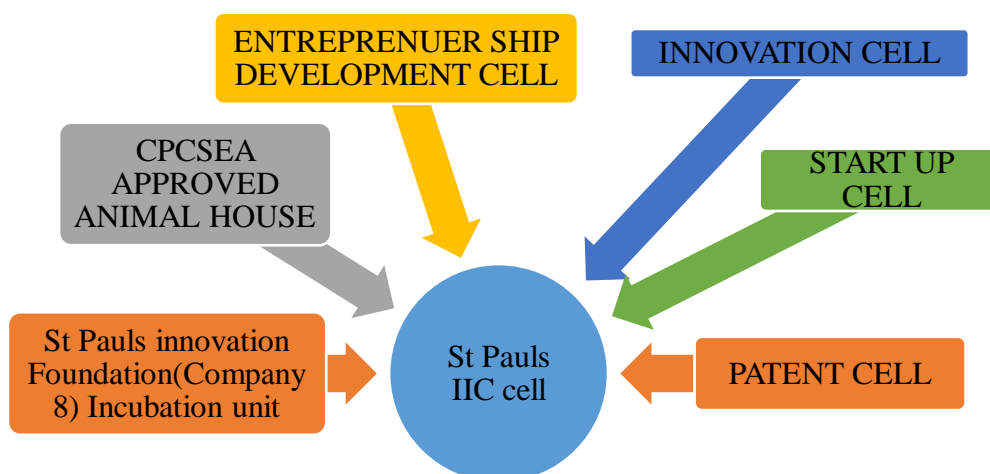 ENTREPRENUER SHIP
DEVELOPMENT CELL
INNOVATION CELL
CPCSEA
APPROVED
ANIMAL HOUSE
START UP
CELL
St Pauls innovation
Foundation(Company
8) Incubation unit
St Pauls
IIC cell
PATENT CELL